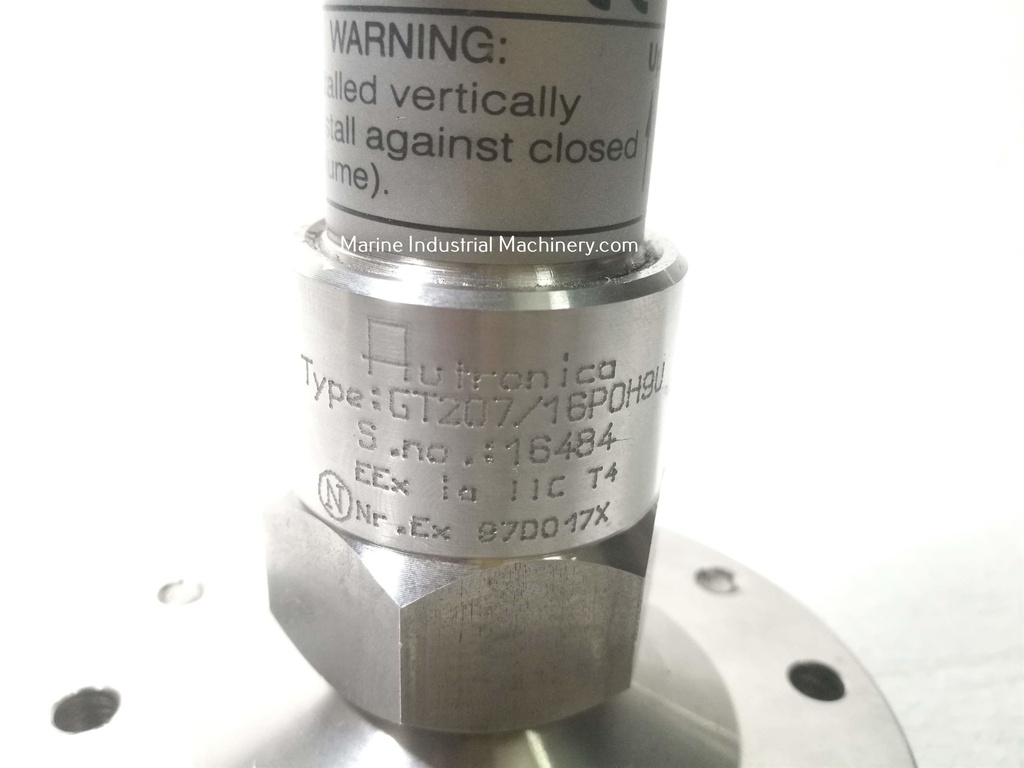 WARNING:
alled vertically
stall against closed
ume).
U
Marine Industrial Machinery.com
Autronica
Type:GT207/16P0H9U
S.no.:16484
EEx ia IIC T4
N Nr.Ex 87D017X